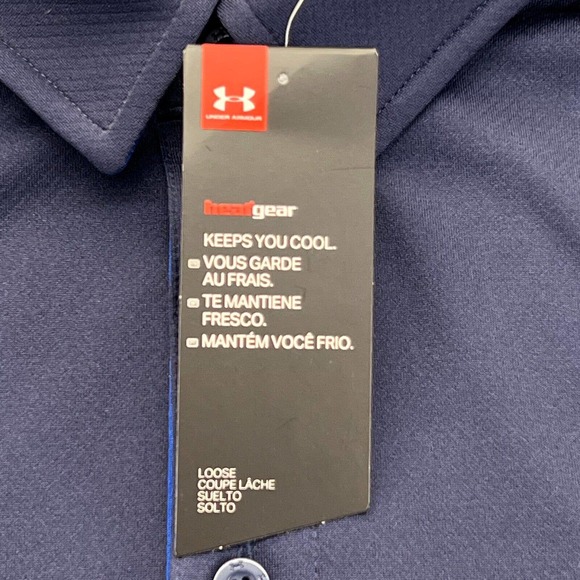 UNDER ARMOUR
heatgear
KEEPS YOU COOL.
VOUS GARDE
AU FRAIS.
TE MANTIENE
FRESCO.
MANTÉM VOCÊ FRIO.
LOOSE
COUPE LÂCHE
SUELTO
SOLTO